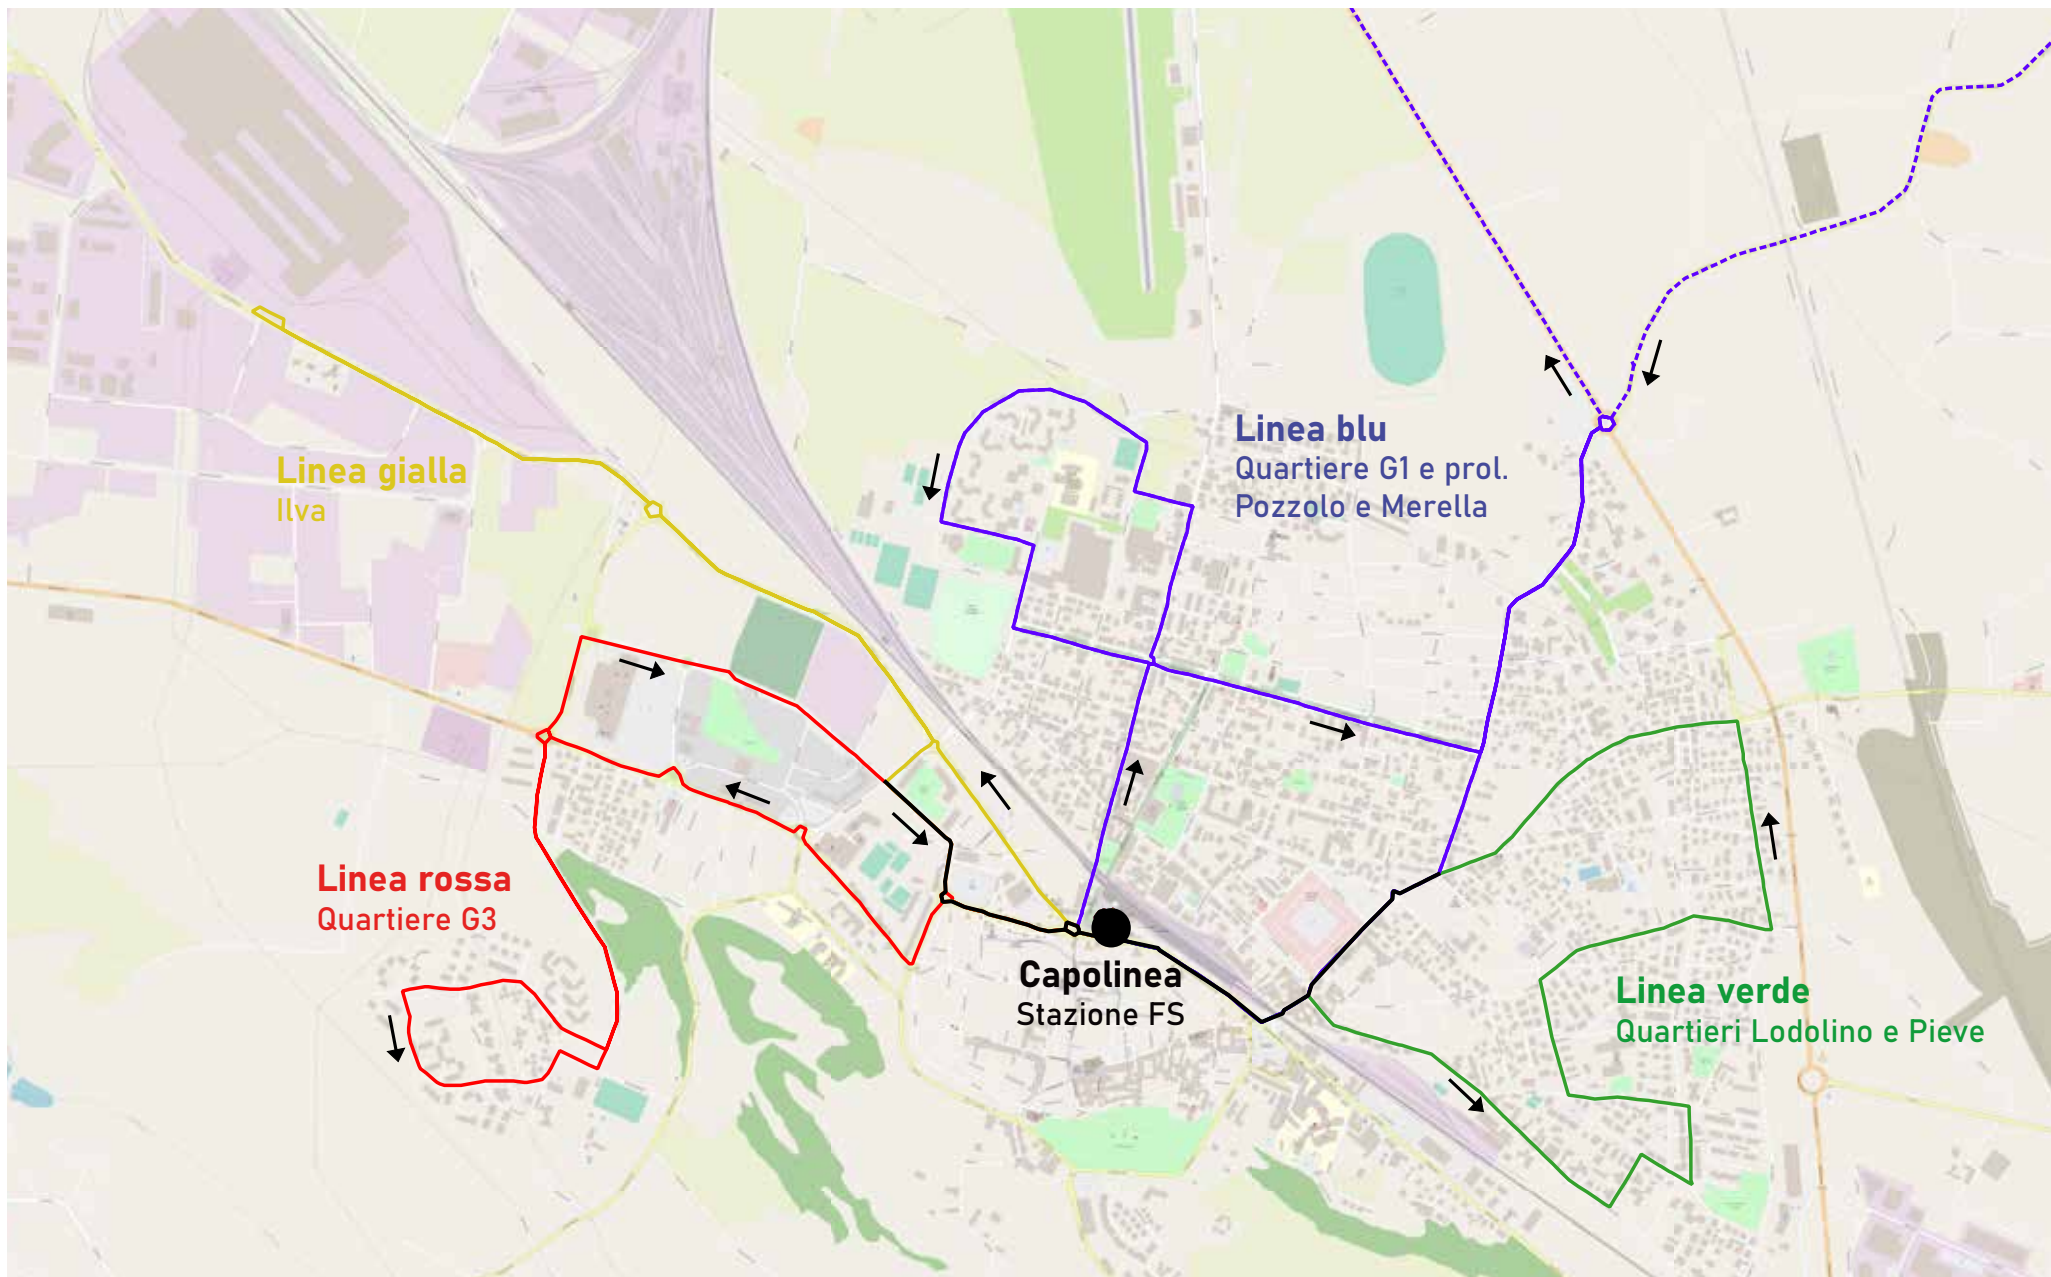 Linea blu
Quartiere G1 e prol.
Pozzolo e Merella
Linea gialla
Ilva
Linea rossa
Quartiere G3
Capolinea
Stazione FS
Linea verde
Quartieri Lodolino e Pieve